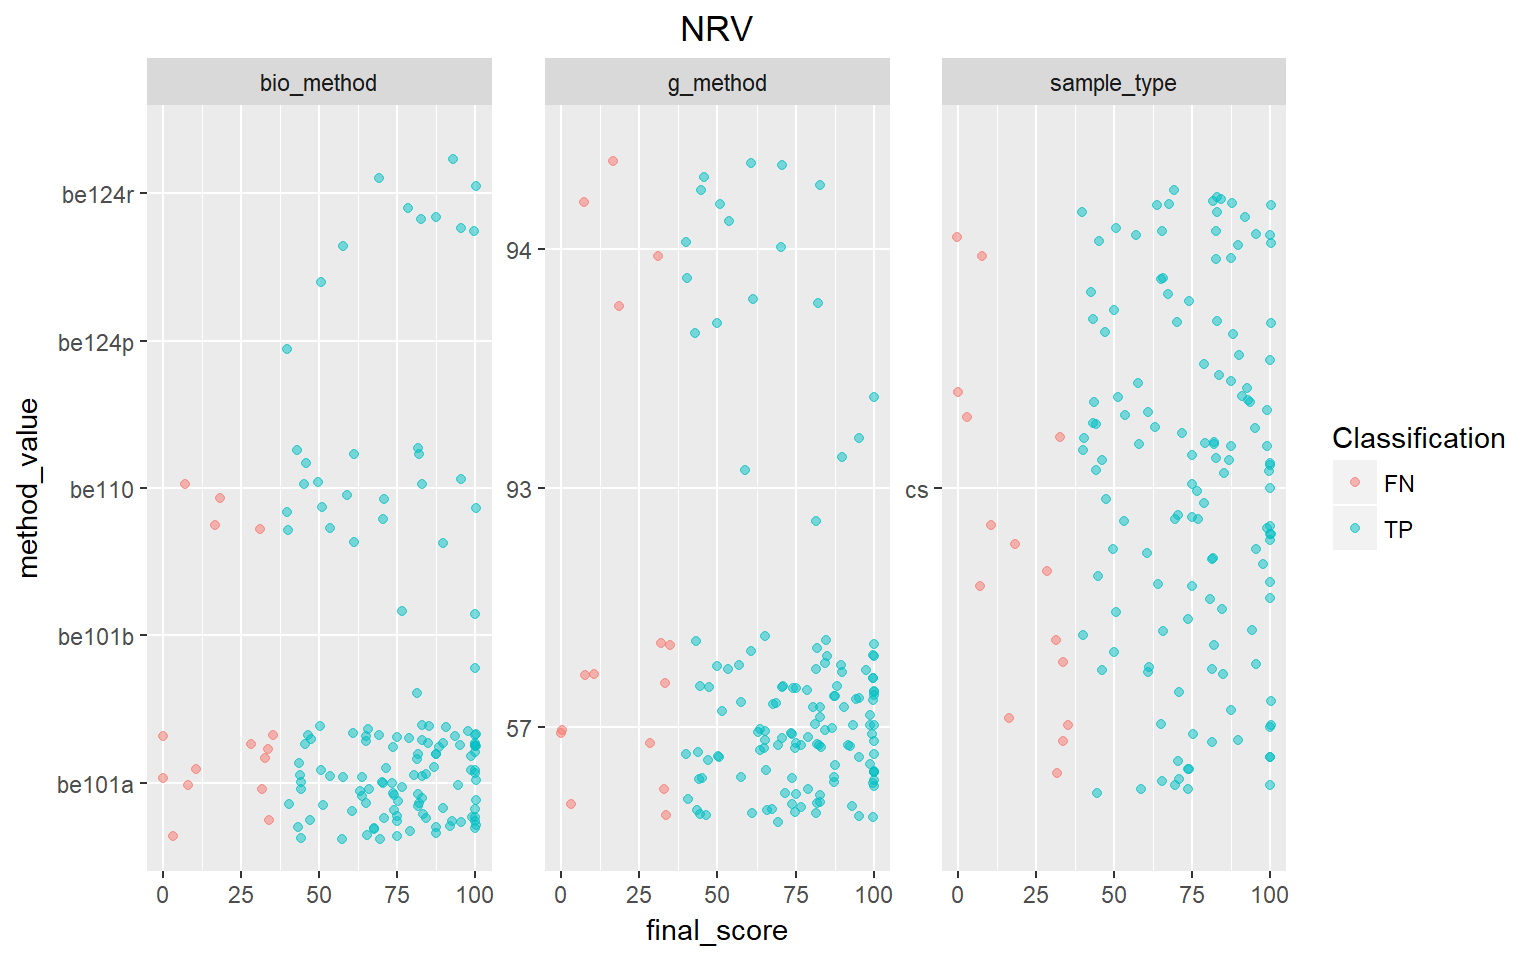 NRV
bio_method
g_method
sample_type
method_value
be124r
be124p
be110
be101b
be101a
94
93
57
cs
0 25 50 75 100
0 25 50 75 100
0 25 50 75 100
final_score
Classification
FN
TP